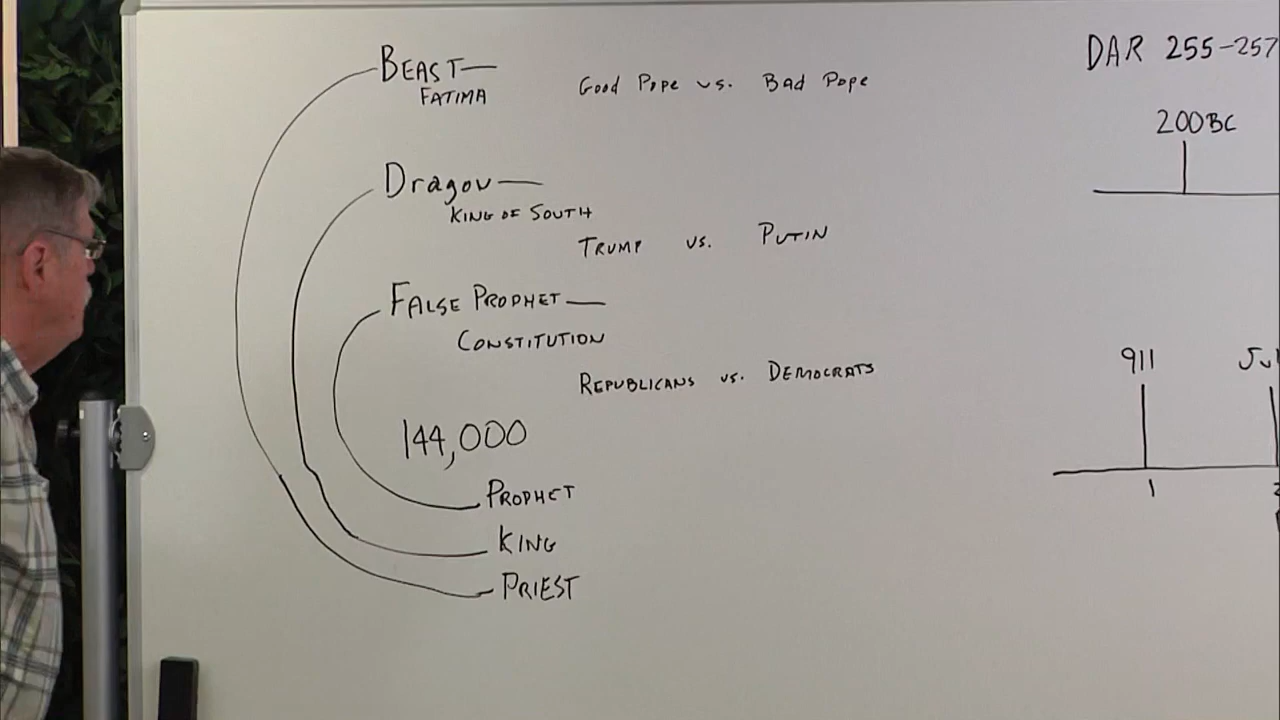 BEAST—
FATIMA
Good Pope vs. Bad Pope
Dragon—
KING OF SOUTH
TRUMP vs. PUTIN
FALSE PROPHET—
CONSTITUTION
REPUBLICANS vs. DEMOCRATS
144,000
PROPHET
KING
PRIEST
DAR 255-257
200BC
911
1